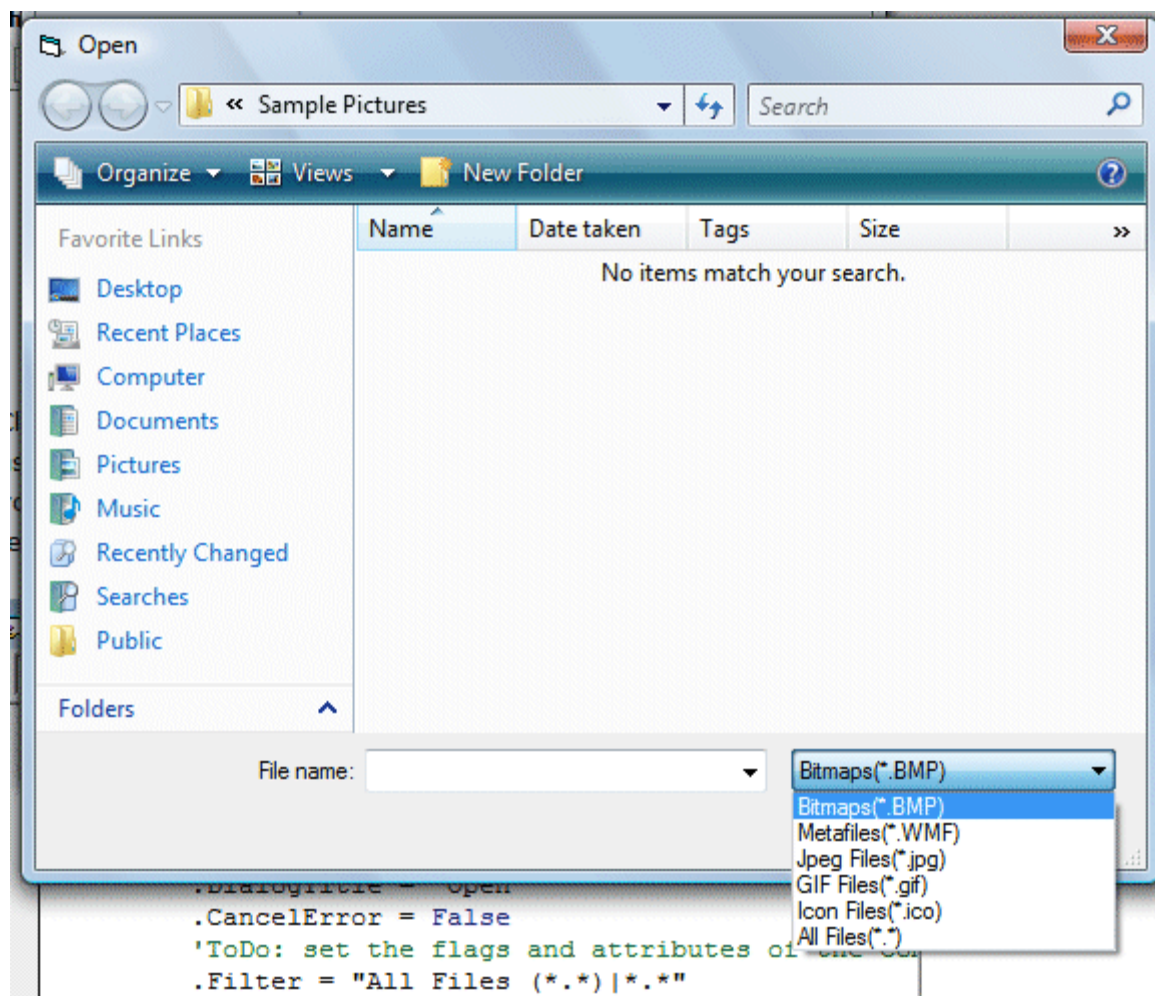 Open
« Sample Pictures
Search
Organize Views New Folder
Favorite Links
Name Date taken Tags Size »
No items match your search.
Desktop
Recent Places
Computer
Documents
Pictures
Music
Recently Changed
Searches
Public
Folders
File name:
Bitmaps(*.BMP)
Bitmaps(*.BMP)
Metafiles(*.WMF)
Jpeg Files(*.jpg)
GIF Files(*.gif)
Icon Files(*.ico)
All Files(*.*)
.DialogTitle = "Open"
.CancelError = False
'ToDo: set the flags and attributes of the
.Filter = "All Files (*.*)|*.*"